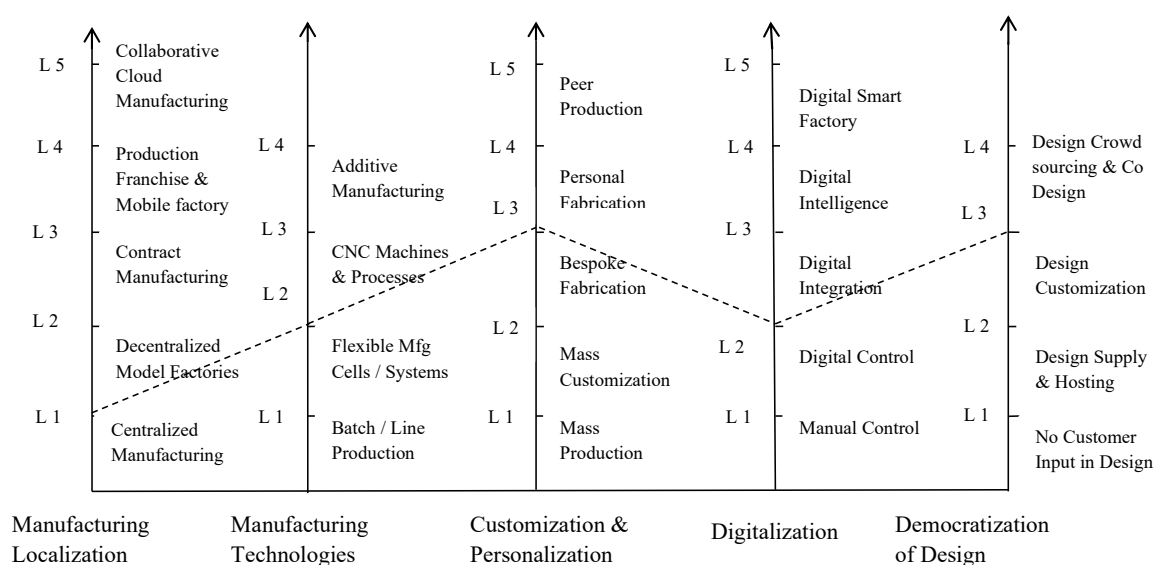 L 5
Collaborative
Cloud
Manufacturing
L 4
Production
Franchise &
Mobile factory
L 3
Contract
Manufacturing
L 2
Decentralized
Model Factories
L 1
Centralized
Manufacturing
Manufacturing
Localization
L 4
Additive
Manufacturing
L 3
CNC Machines
& Processes
L 2
Flexible Mfg
Cells / Systems
L 1
Batch / Line
Production
Manufacturing
Technologies
L 5
Peer
Production
L 4
Personal
Fabrication
L 3
Bespoke
Fabrication
L 2
Mass
Customization
L 1
Mass
Production
Customization &
Personalization
L 5
Digital Smart
Factory
L 4
Digital
Intelligence
L 3
Digital
Integration
L 2
Digital Control
L 1
Manual Control
Digitalization
L 4
Design Crowd
sourcing & Co
Design
L 3
Design
Customization
L 2
Design Supply
& Hosting
L 1
No Customer
Input in Design
Democratization
of Design